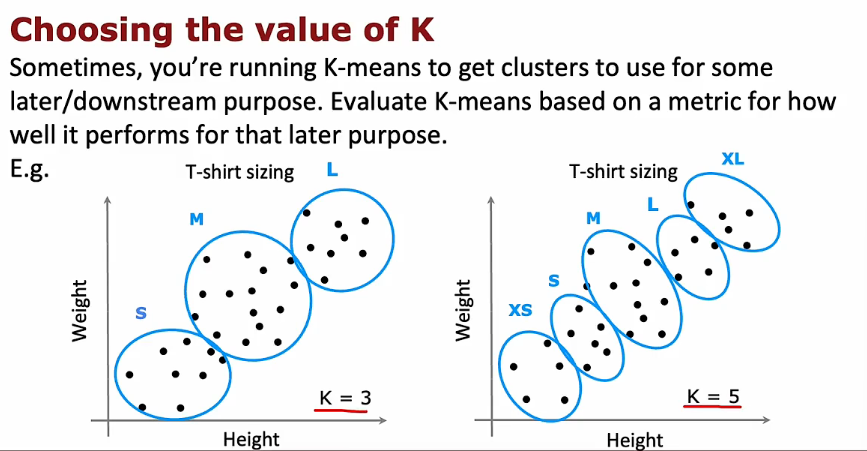 Choosing the value of K
Sometimes, you’re running K-means to get clusters to use for some
later/downstream purpose. Evaluate K-means based on a metric for how
well it performs for that later purpose.
E.g.
T-shirt sizing
L
M
S
Weight
K = 3
Height
T-shirt sizing
XL
L
M
S
XS
Weight
K = 5
Height